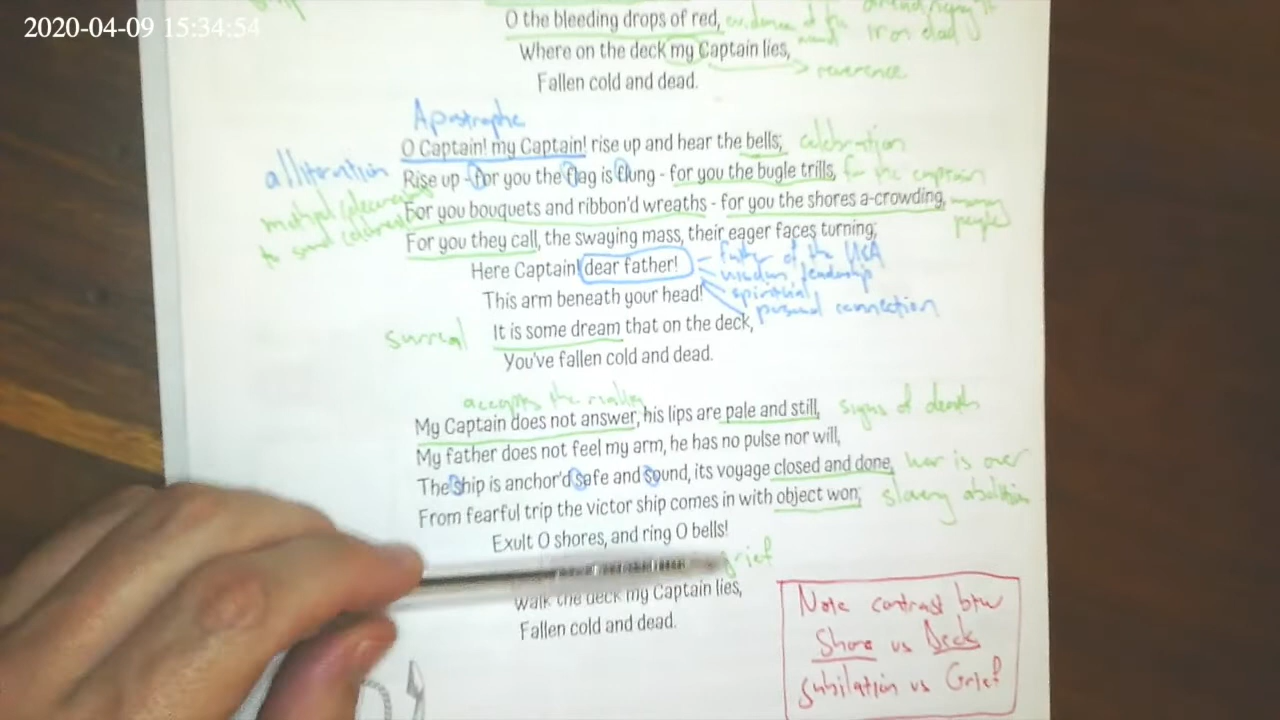 2020-04-09 15:34:54
O the bleeding drops of red, evidence of the
Iron clad
Where on the deck my Captain lies,
reverence
Fallen cold and dead.
Apostrophe
O Captain! my Captain! rise up and hear the bells; celebration
alliteration Rise up - for you the flag is flung - for you the bugle trills, for the captain
For you bouquets and ribbon'd wreaths - for you the shores a-crowding, many
people
For you they call, the swaying mass, their eager faces turning;
Here Captain! dear father! father of the USA
leadership
This arm beneath your head! spiritual
personal connection
surreal It is some dream that on the deck,
You've fallen cold and dead.
accepts the reality
My Captain does not answer, his lips are pale and still, signs of death
My father does not feel my arm, he has no pulse nor will,
The ship is anchor'd safe and sound, its voyage closed and done, war is over
From fearful trip the victor ship comes in with object won; slavery abolition
Exult O shores, and ring O bells!
grief
Walk the deck my Captain lies,
Fallen cold and dead.
Note contrast btw
Shore vs Deck
Jubilation vs Grief